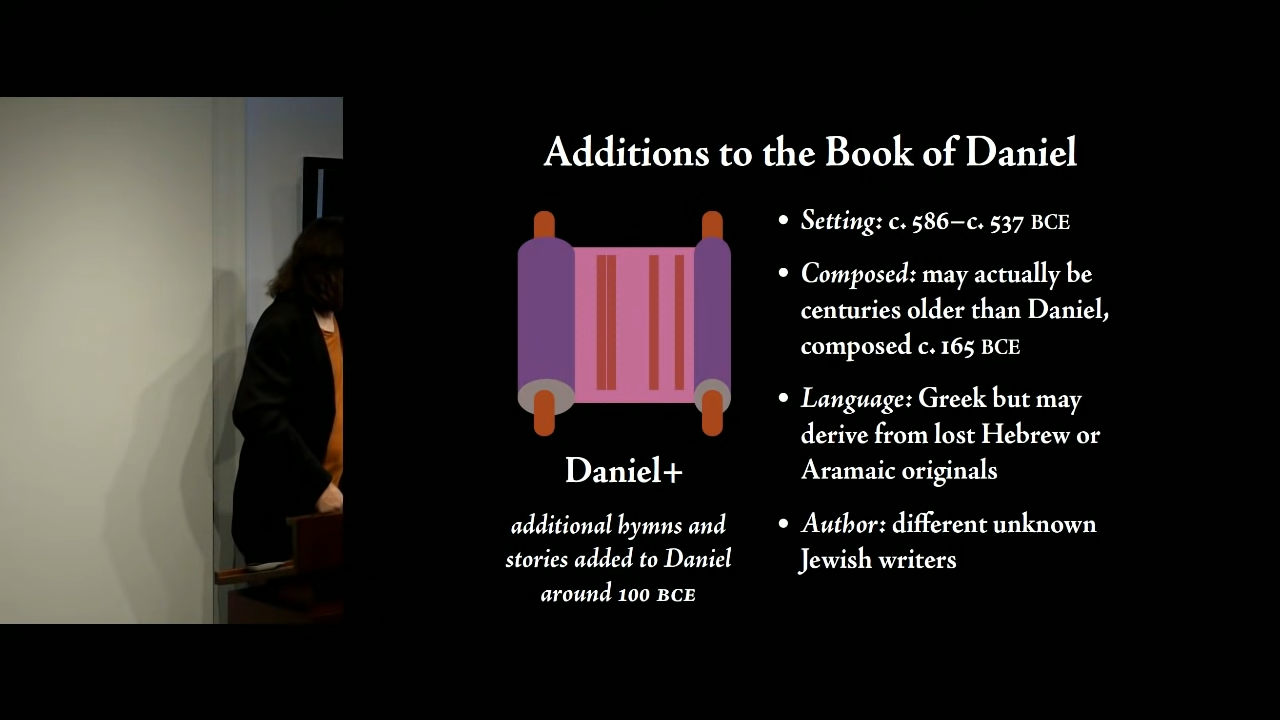 Additions to the Book of Daniel
Daniel+
additional hymns and
stories added to Daniel
around 100 BCE
• Setting: c. 586–c. 537 BCE
• Composed: may actually be
centuries older than Daniel,
composed c. 165 BCE
• Language: Greek but may
derive from lost Hebrew or
Aramaic originals
• Author: different unknown
Jewish writers